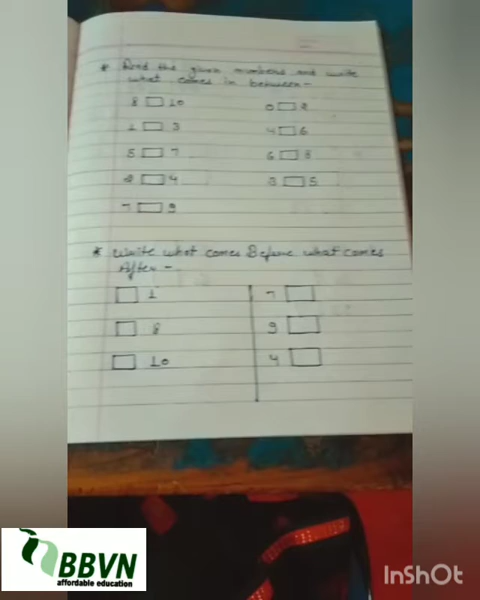 * Read the given numbers and write
what comes in between-
8 □ 10 0 □ 2
1 □ 3 4 □ 6
5 □ 7 6 □ 8
2 □ 4 3 □ 5
7 □ 9
* Write what comes Before what comes
After-
□ 1 7 □
□ 8 9 □
□ 10 4 □
BBVN
affordable education
InShOt